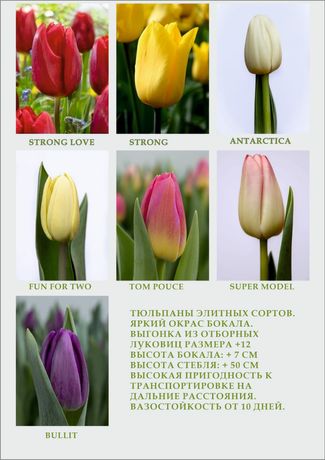 STRONG LOVE
STRONG
ANTARCTICA
FUN FOR TWO
TOM POUCE
SUPER MODEL
ТЮЛЬПАНЫ ЭЛИТНЫХ СОРТОВ.
ЯРКИЙ ОКРАС БОКАЛА.
ВЫГОНКА ИЗ ОТБОРНЫХ
ЛУКОВИЦ РАЗМЕРА +12
ВЫСОТА БОКАЛА: + 7 СМ
ВЫСОТА СТЕБЛЯ: + 50 СМ
ВЫСОКАЯ ПРИГОДНОСТЬ К
ТРАНСПОРТИРОВКЕ НА
ДАЛЬНИЕ РАССТОЯНИЯ.
ВАЗОСТОЙКОСТЬ ОТ 10 ДНЕЙ.
BULLIT